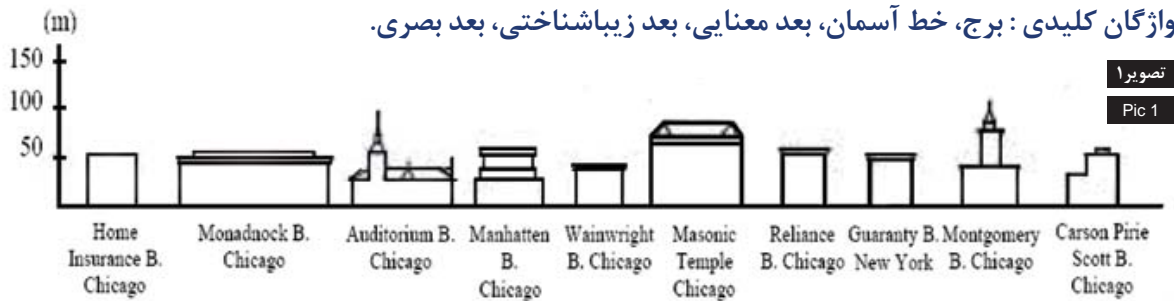 واژگان کلیدی : برج، خط آسمان، بعد معنایی، بعد زیباشناختی، بعد بصری.
(m)
150
100
50
تصویر۱
Pic 1
Home
Insurance B.
Chicago
Monadnock B.
Chicago
Auditorium B.
Chicago
Manhatten
B.
Chicago
Wainwright
B. Chicago
Masonic
Temple
Chicago
Reliance
B. Chicago
Guaranty B.
New York
Montgomery
B. Chicago
Carson Pirie
Scott B.
Chicago